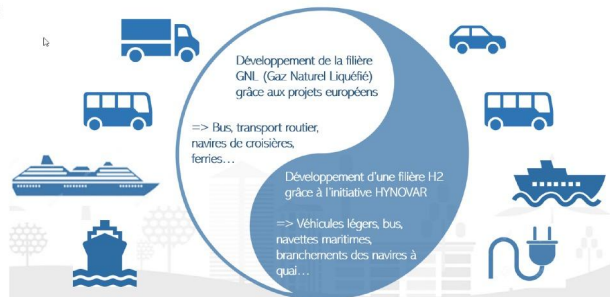 Développement de la filière
GNL (Gaz Naturel Liquéfié)
grâce aux projets européens
=> Bus, transport routier,
navires de croisières,
ferries…
Développement d'une filière H2
grâce à l'initiative HYNOVAR
=> Véhicules légers, bus,
navettes maritimes,
branchements des navires à
quai…